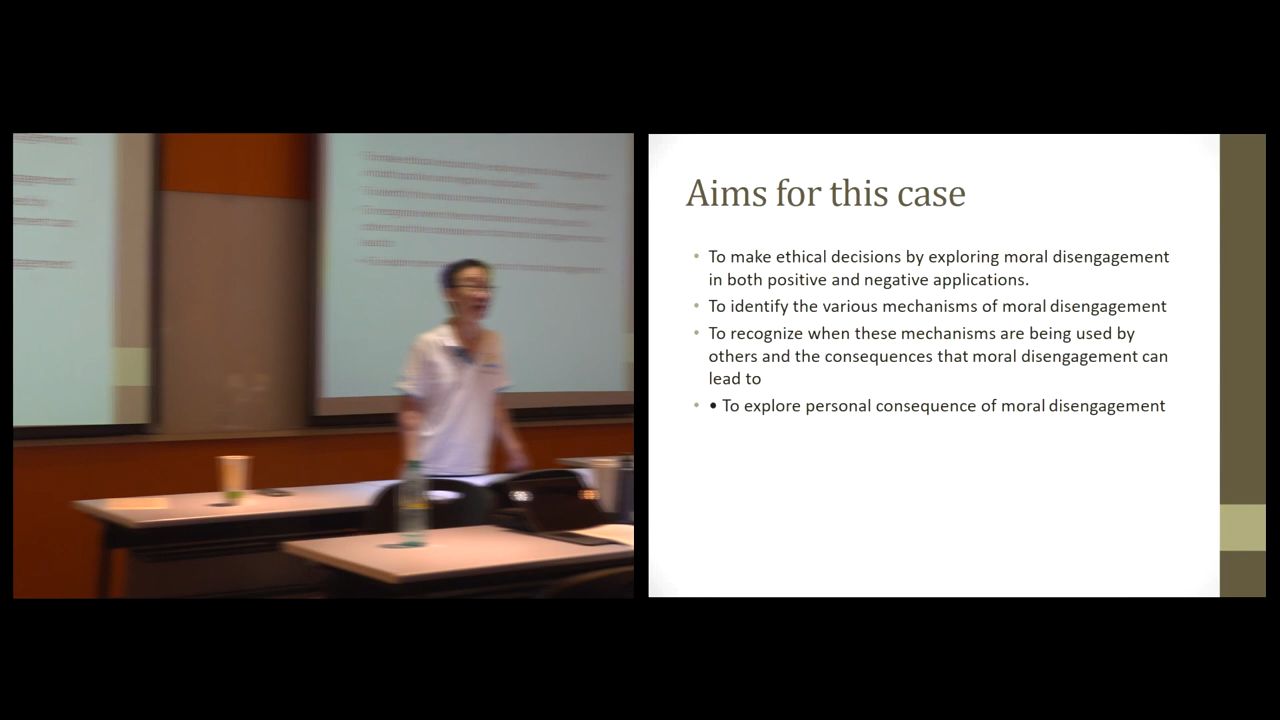 Aims for this case
• To make ethical decisions by exploring moral disengagement
in both positive and negative applications.
• To identify the various mechanisms of moral disengagement
• To recognize when these mechanisms are being used by
others and the consequences that moral disengagement can
lead to
• • To explore personal consequence of moral disengagement